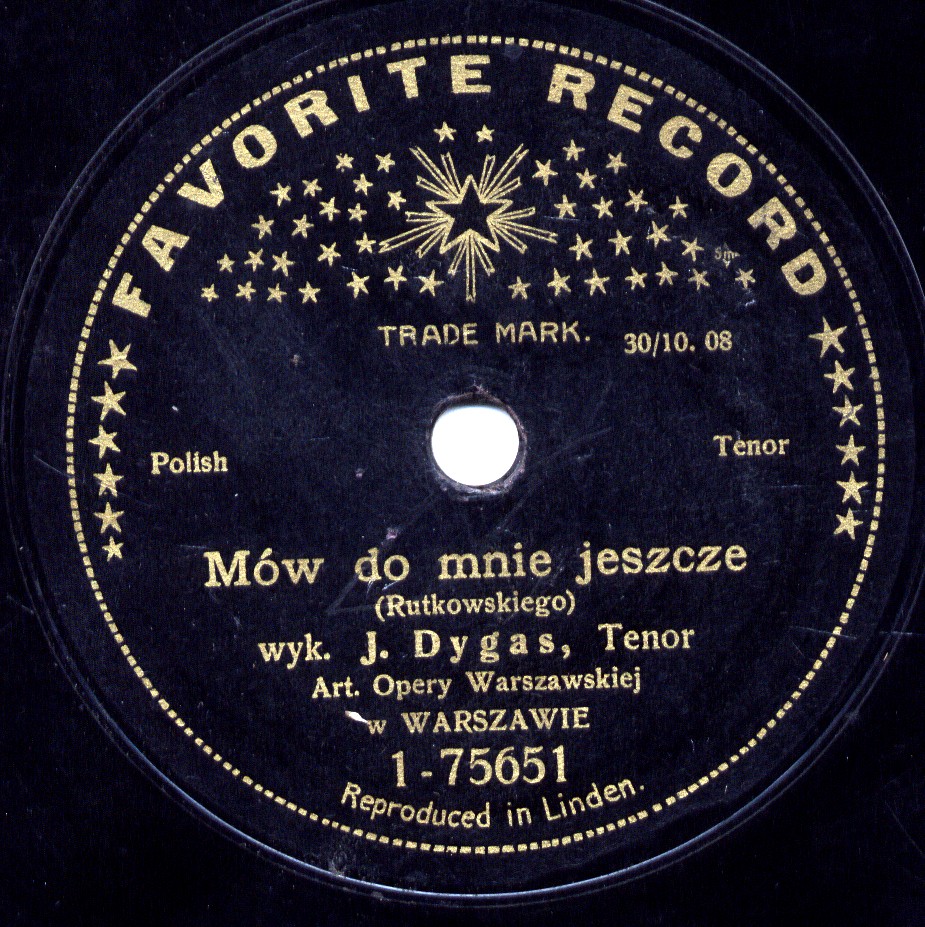 FAVORITE RECORD
TRADE MARK.
30/10. 08
Polish
Tenor
Mów do mnie jeszcze
(Rutkowskiego)
wyk. J. Dygas, Tenor
Art. Opery Warszawskiej
w WARSZAWIE
1-75651
Reproduced in Linden.